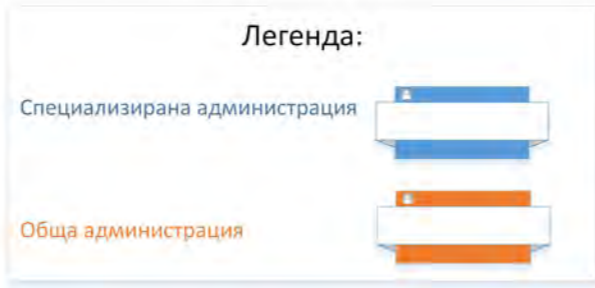 Легенда:
Специализирана администрация
Обща администрация